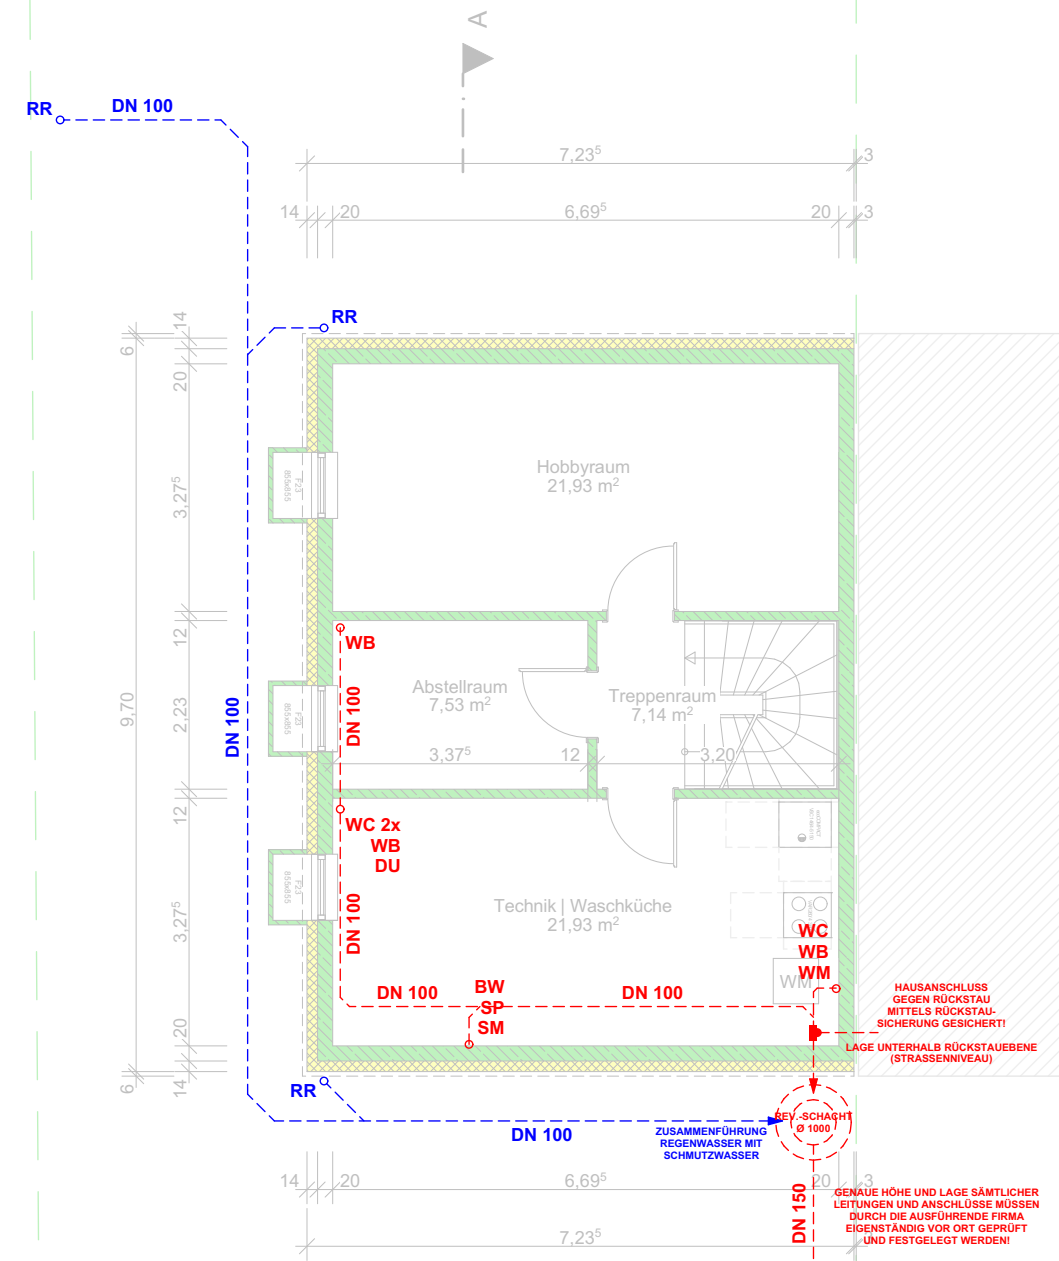 A
RR
DN 100
7,23⁵
3
14
20
6,69⁵
20
3
RR
14
6
20
Hobbyraum
21,93 m²
F23
855x855
3,27⁵
12
WB
Abstellraum
7,53 m²
Treppenraum
7,14 m²
DN 100
DN 100
F23
855x855
2,23
9,70
3,37⁵
12
3,20
12
WC 2x
WB
DU
F23
855x855
3,27⁵
DN 100
Technik | Waschküche
21,93 m²
WC
WB
WM
WM
DN 100
BW
SP
SM
DN 100
HAUSANSCHLUSS
GEGEN RÜCKSTAU
MITTELS RÜCKSTAU-
SICHERUNG GESICHERT!
LAGE UNTERHALB RÜCKSTAUEBENE
(STRASSENNIVEAU)
20
14
6
RR
DN 100
ZUSAMMENFÜHRUNG
REGENWASSER MIT
SCHMUTZWASSER
REV.-SCHACHT
Ø 1000
14
20
6,69⁵
20
3
DN 150
GENAUE HÖHE UND LAGE SÄMTLICHER
LEITUNGEN UND ANSCHLÜSSE MÜSSEN
DURCH DIE AUSFÜHRENDE FIRMA
EIGENSTÄNDIG VOR ORT GEPRÜFT
UND FESTGELEGT WERDEN!
7,23⁵